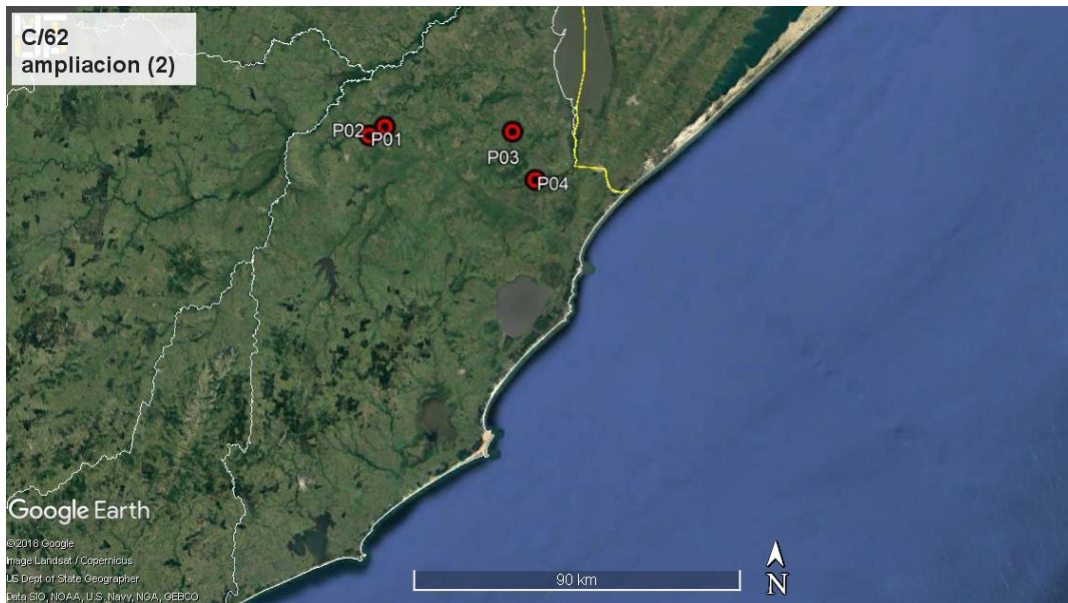 C/62
ampliacion (2)
P02
P01
P03
P04
Google Earth
©2018 Google
Image Landsat / Copernicus
US Dept of State Geographer
Data SIO, NOAA, U.S. Navy, NGA, GEBCO
90 km
N